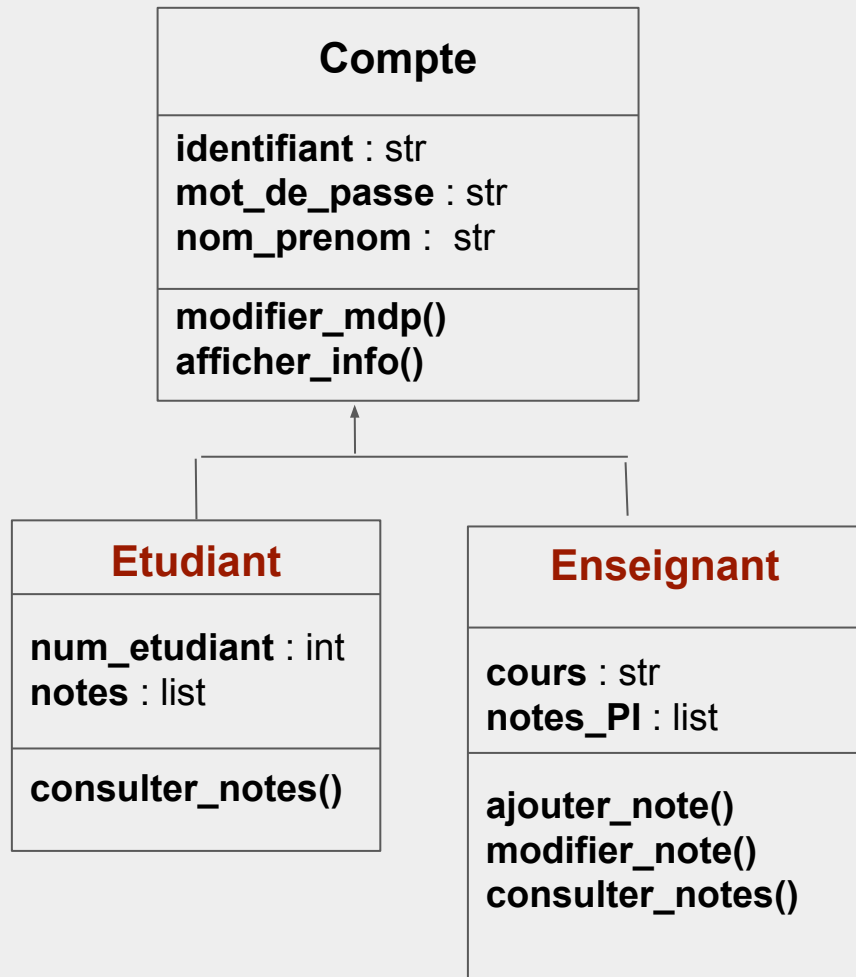 Compte
identifiant : str
mot_de_passe : str
nom_prenom : str
modifier_mdp()
afficher_info()
Etudiant
num_etudiant : int
notes : list
consulter_notes()
Enseignant
cours : str
notes_PI : list
ajouter_note()
modifier_note()
consulter_notes()